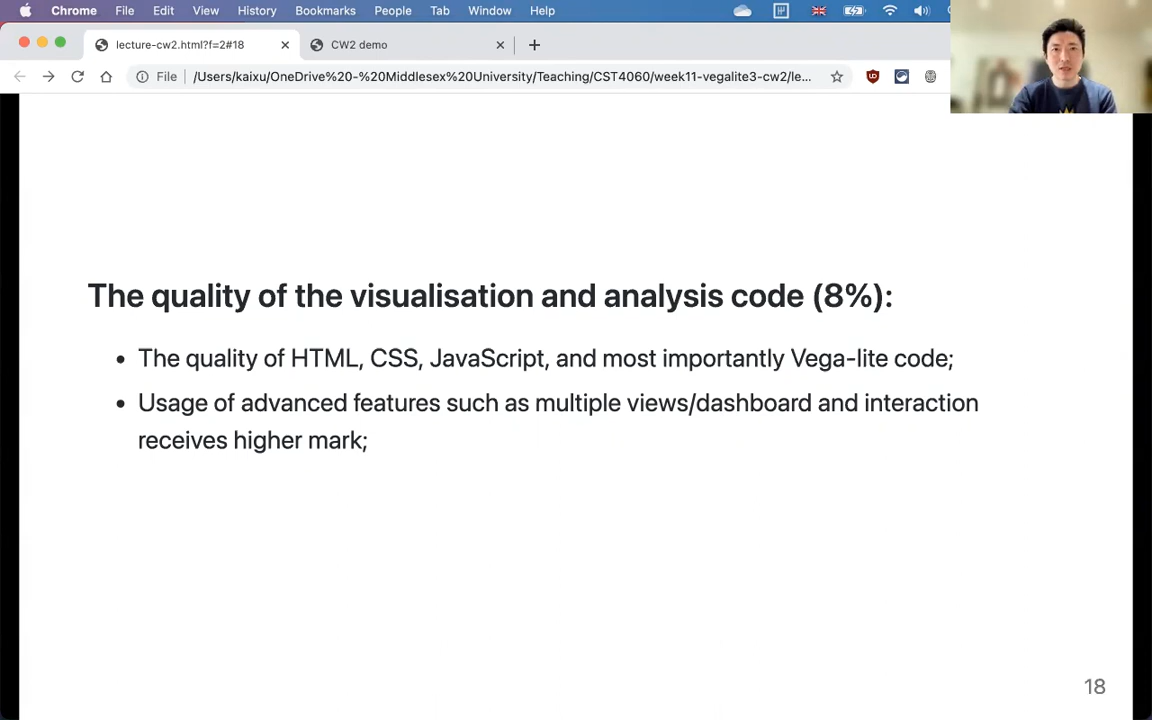 Chrome File Edit View History Bookmarks People Tab Window Help
lecture-cw2.html?f=2#18
CW2 demo
File /Users/kaixu/OneDrive%20-%20Middlesex%20University/Teaching/CST4060/week11-vegalite3-cw2/le...
The quality of the visualisation and analysis code (8%):
• The quality of HTML, CSS, JavaScript, and most importantly Vega-lite code;
• Usage of advanced features such as multiple views/dashboard and interaction
receives higher mark;
18